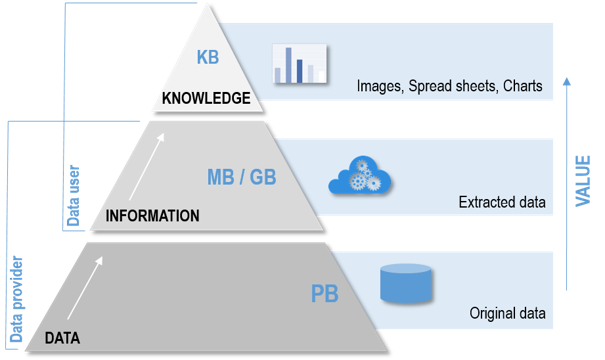 KB
KNOWLEDGE
Images, Spread sheets, Charts
MB / GB
INFORMATION
Extracted data
PB
DATA
Original data
Data user
Data provider
VALUE